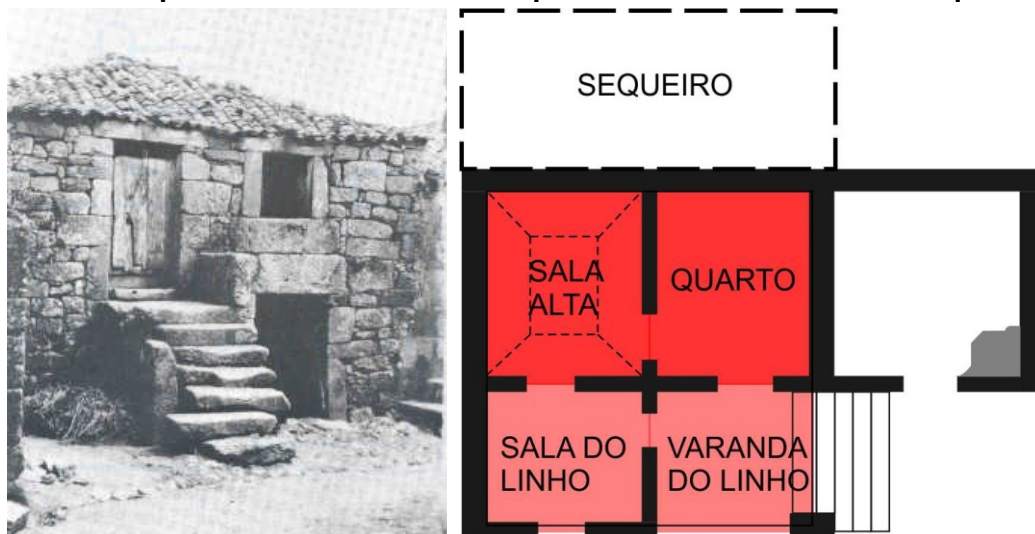 SEQUEIRO
SALA
ALTA
QUARTO
SALA DO
LINHO
VARANDA
DO LINHO